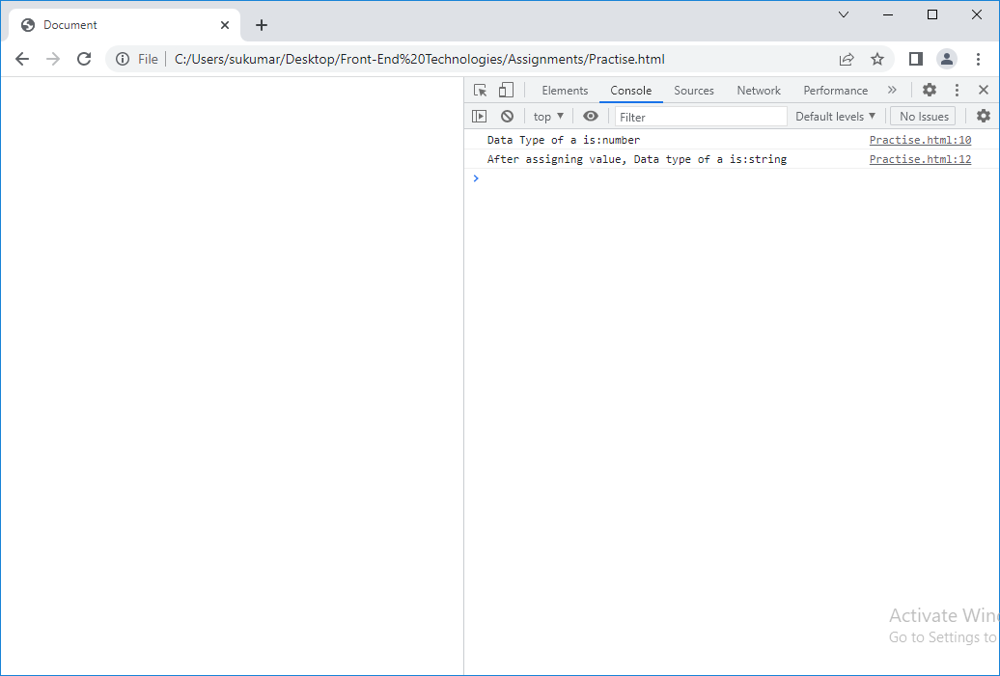 Document
File C:/Users/sukumar/Desktop/Front-End%20Technologies/Assignments/Practise.html
Elements Console Sources Network Performance
top Filter Default levels No Issues
Data Type of a is:number Practise.html:10
After assigning value, Data type of a is:string Practise.html:12
Activate Win
Go to Settings to